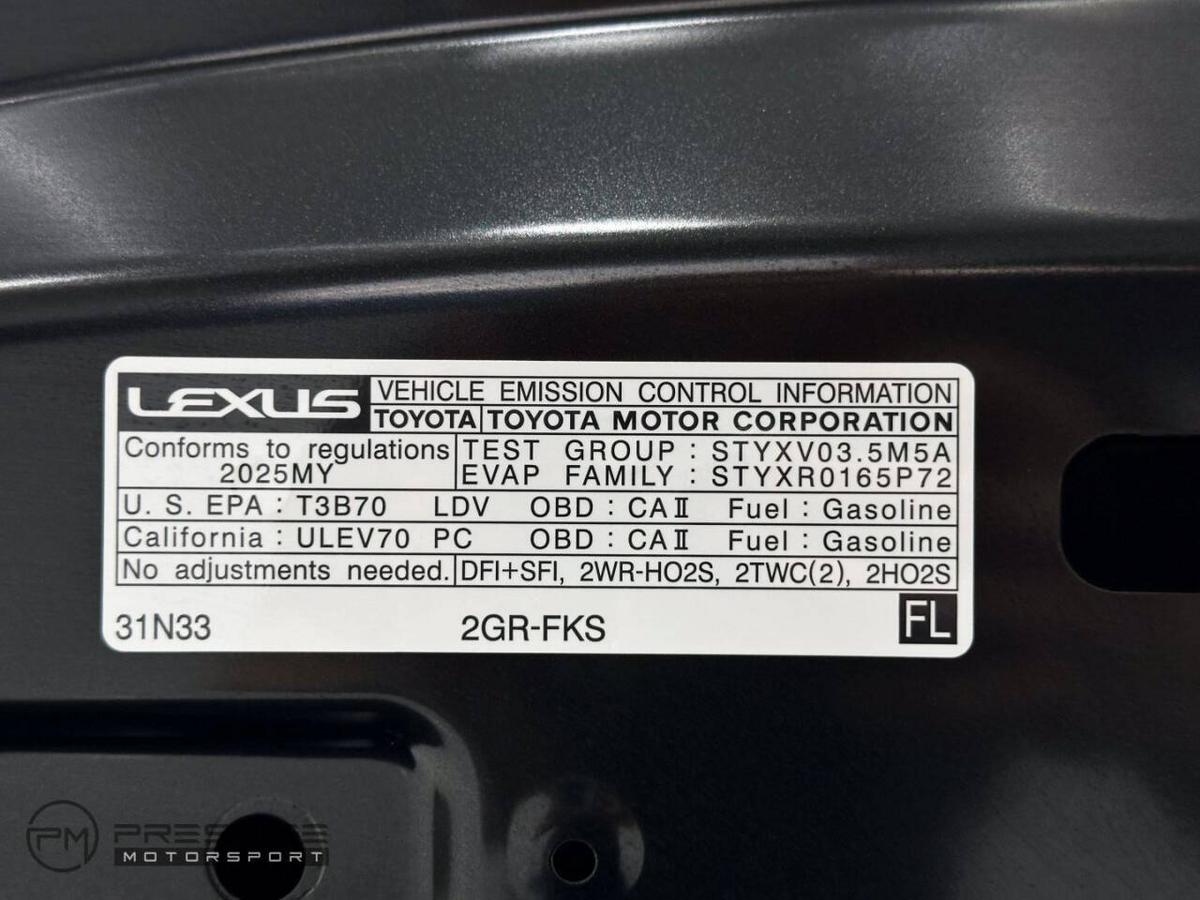 LEXUS VEHICLE EMISSION CONTROL INFORMATION
TOYOTA TOYOTA MOTOR CORPORATION
Conforms to regulations TEST GROUP : STYXV03.5M5A
2025MY EVAP FAMILY : STYXR0165P72
U. S. EPA : T3B70 LDV OBD : CAⅡ Fuel : Gasoline
California : ULEV70 PC OBD : CAⅡ Fuel : Gasoline
No adjustments needed. DFI+SFI, 2WR-HO2S, 2TWC(2), 2HO2S
31N33 2GR-FKS FL
PM PRESTIGE
MOTORSPORT